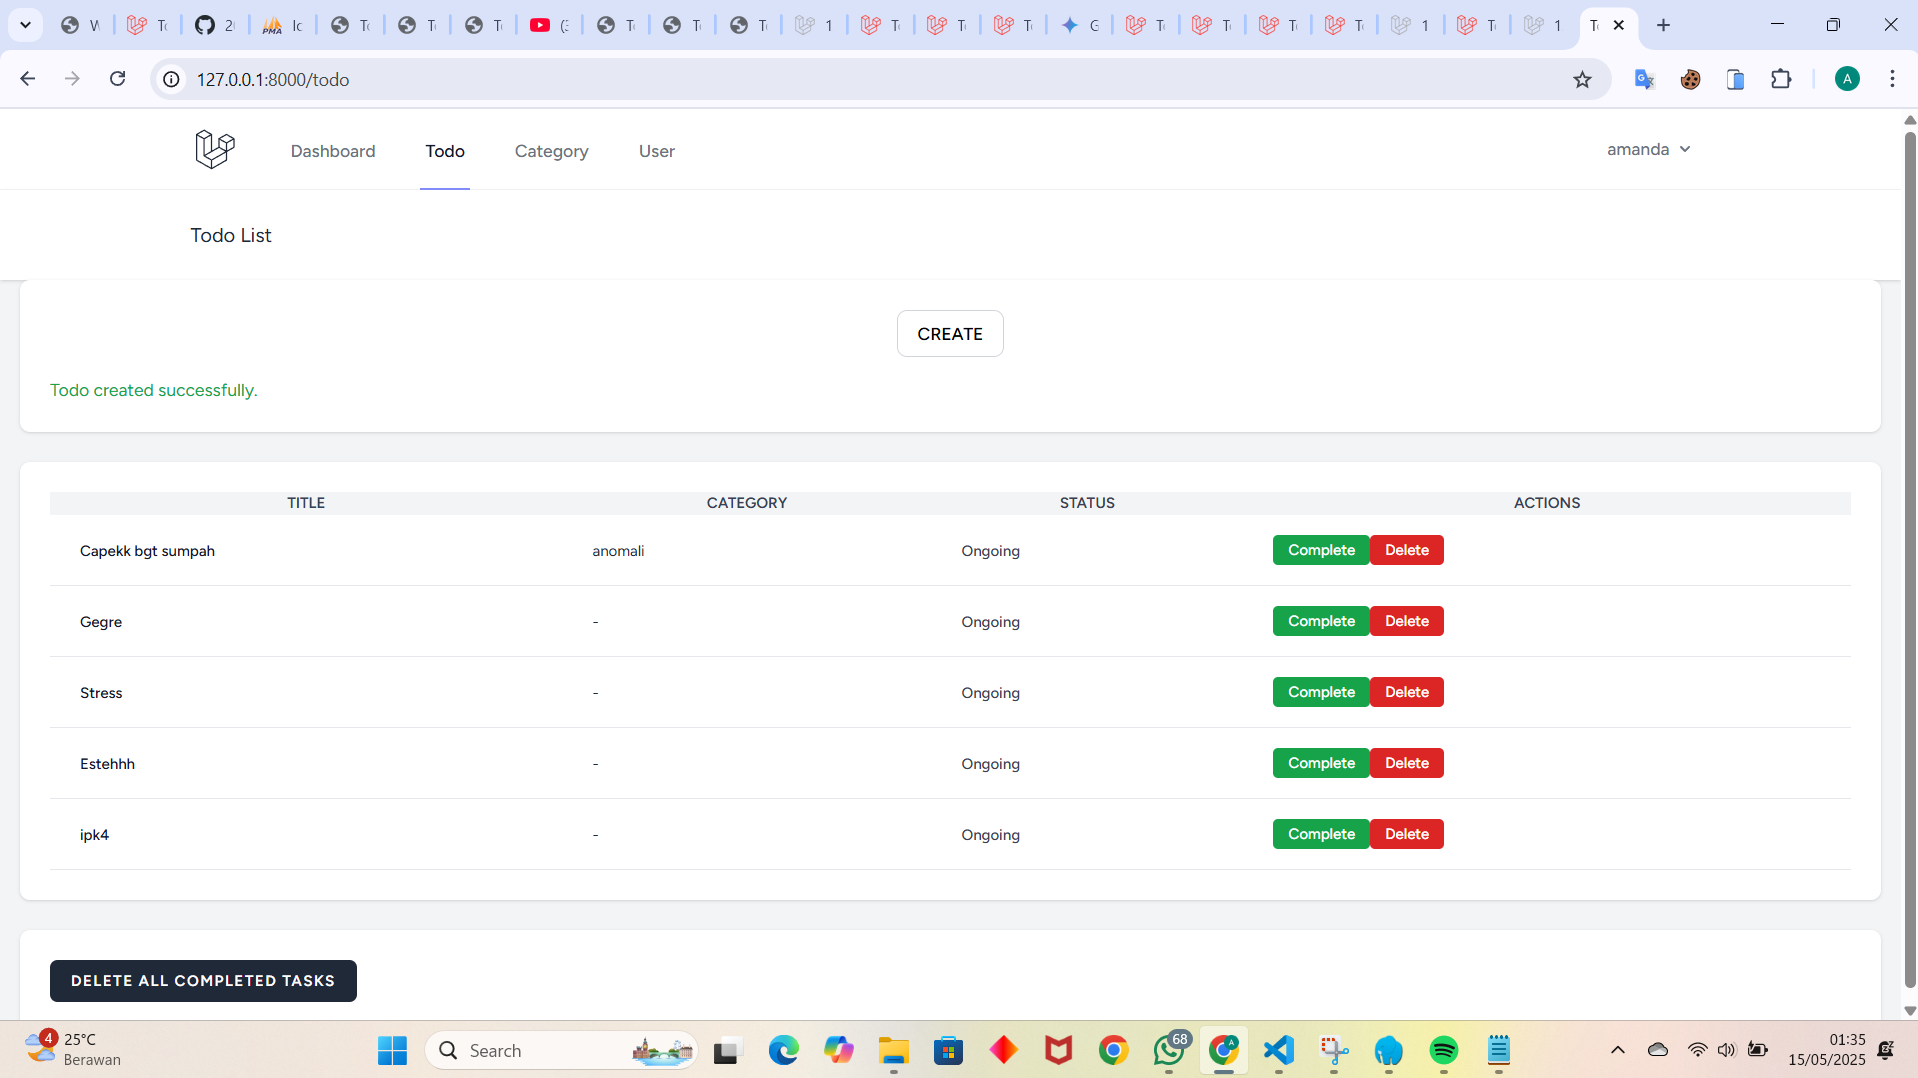 127.0.0.1:8000/todo
A
Dashboard
Todo
Category
User
amanda
Todo List
CREATE
Todo created successfully.
TITLE CATEGORY STATUS ACTIONS
Capekk bgt sumpah anomali Ongoing Complete Delete
Gegre - Ongoing Complete Delete
Stress - Ongoing Complete Delete
Estehhh - Ongoing Complete Delete
ipk4 - Ongoing Complete Delete
DELETE ALL COMPLETED TASKS
4
25°C
Berawan
Search
68
01:35
15/05/2025